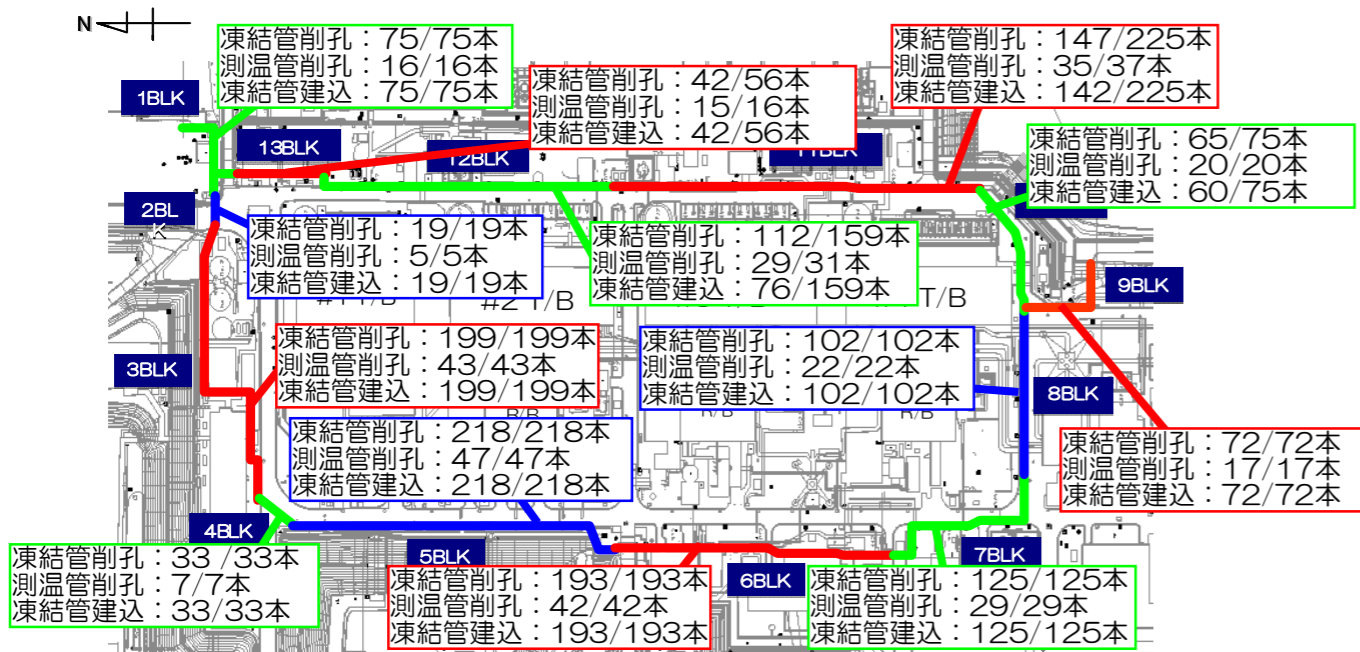 N
凍結管削孔：75/75本
測温管削孔：16/16本
凍結管建込：75/75本
凍結管削孔：147/225本
測温管削孔：35/37本
凍結管建込：142/225本
凍結管削孔：42/56本
測温管削孔：15/16本
凍結管建込：42/56本
1BLK
13BLK
12BLK
11BLK
凍結管削孔：65/75本
測温管削孔：20/20本
凍結管建込：60/75本
2BL
K
凍結管削孔：19/19本
測温管削孔：5/5本
凍結管建込：19/19本
凍結管削孔：112/159本
測温管削孔：29/31本
凍結管建込：76/159本
9BLK
#2 T/B
T/B
凍結管削孔：199/199本
測温管削孔：43/43本
凍結管建込：199/199本
凍結管削孔：102/102本
測温管削孔：22/22本
凍結管建込：102/102本
3BLK
8BLK
R/B
R/B
R/B
凍結管削孔：218/218本
測温管削孔：47/47本
凍結管建込：218/218本
凍結管削孔：72/72本
測温管削孔：17/17本
凍結管建込：72/72本
4BLK
5BLK
6BLK
7BLK
凍結管削孔：33 /33本
測温管削孔：7/7本
凍結管建込：33/33本
凍結管削孔：193/193本
測温管削孔：42/42本
凍結管建込：193/193本
凍結管削孔：125/125本
測温管削孔：29/29本
凍結管建込：125/125本